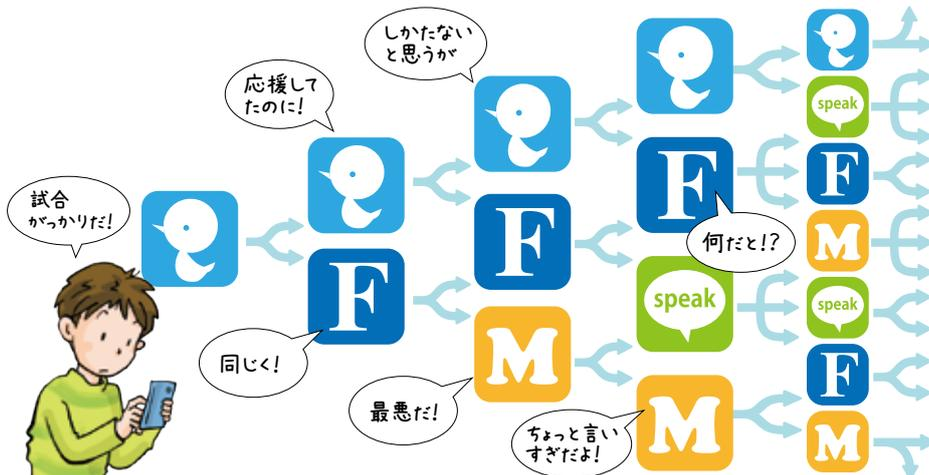 試合
がっかりだ!
応援して
たのに!
同じく!
しかたない
と思うが
最悪だ!
何だと!?
ちょっと言い
すぎだよ!
F
F
M
F
speak
M
speak
F
M
speak
F
M